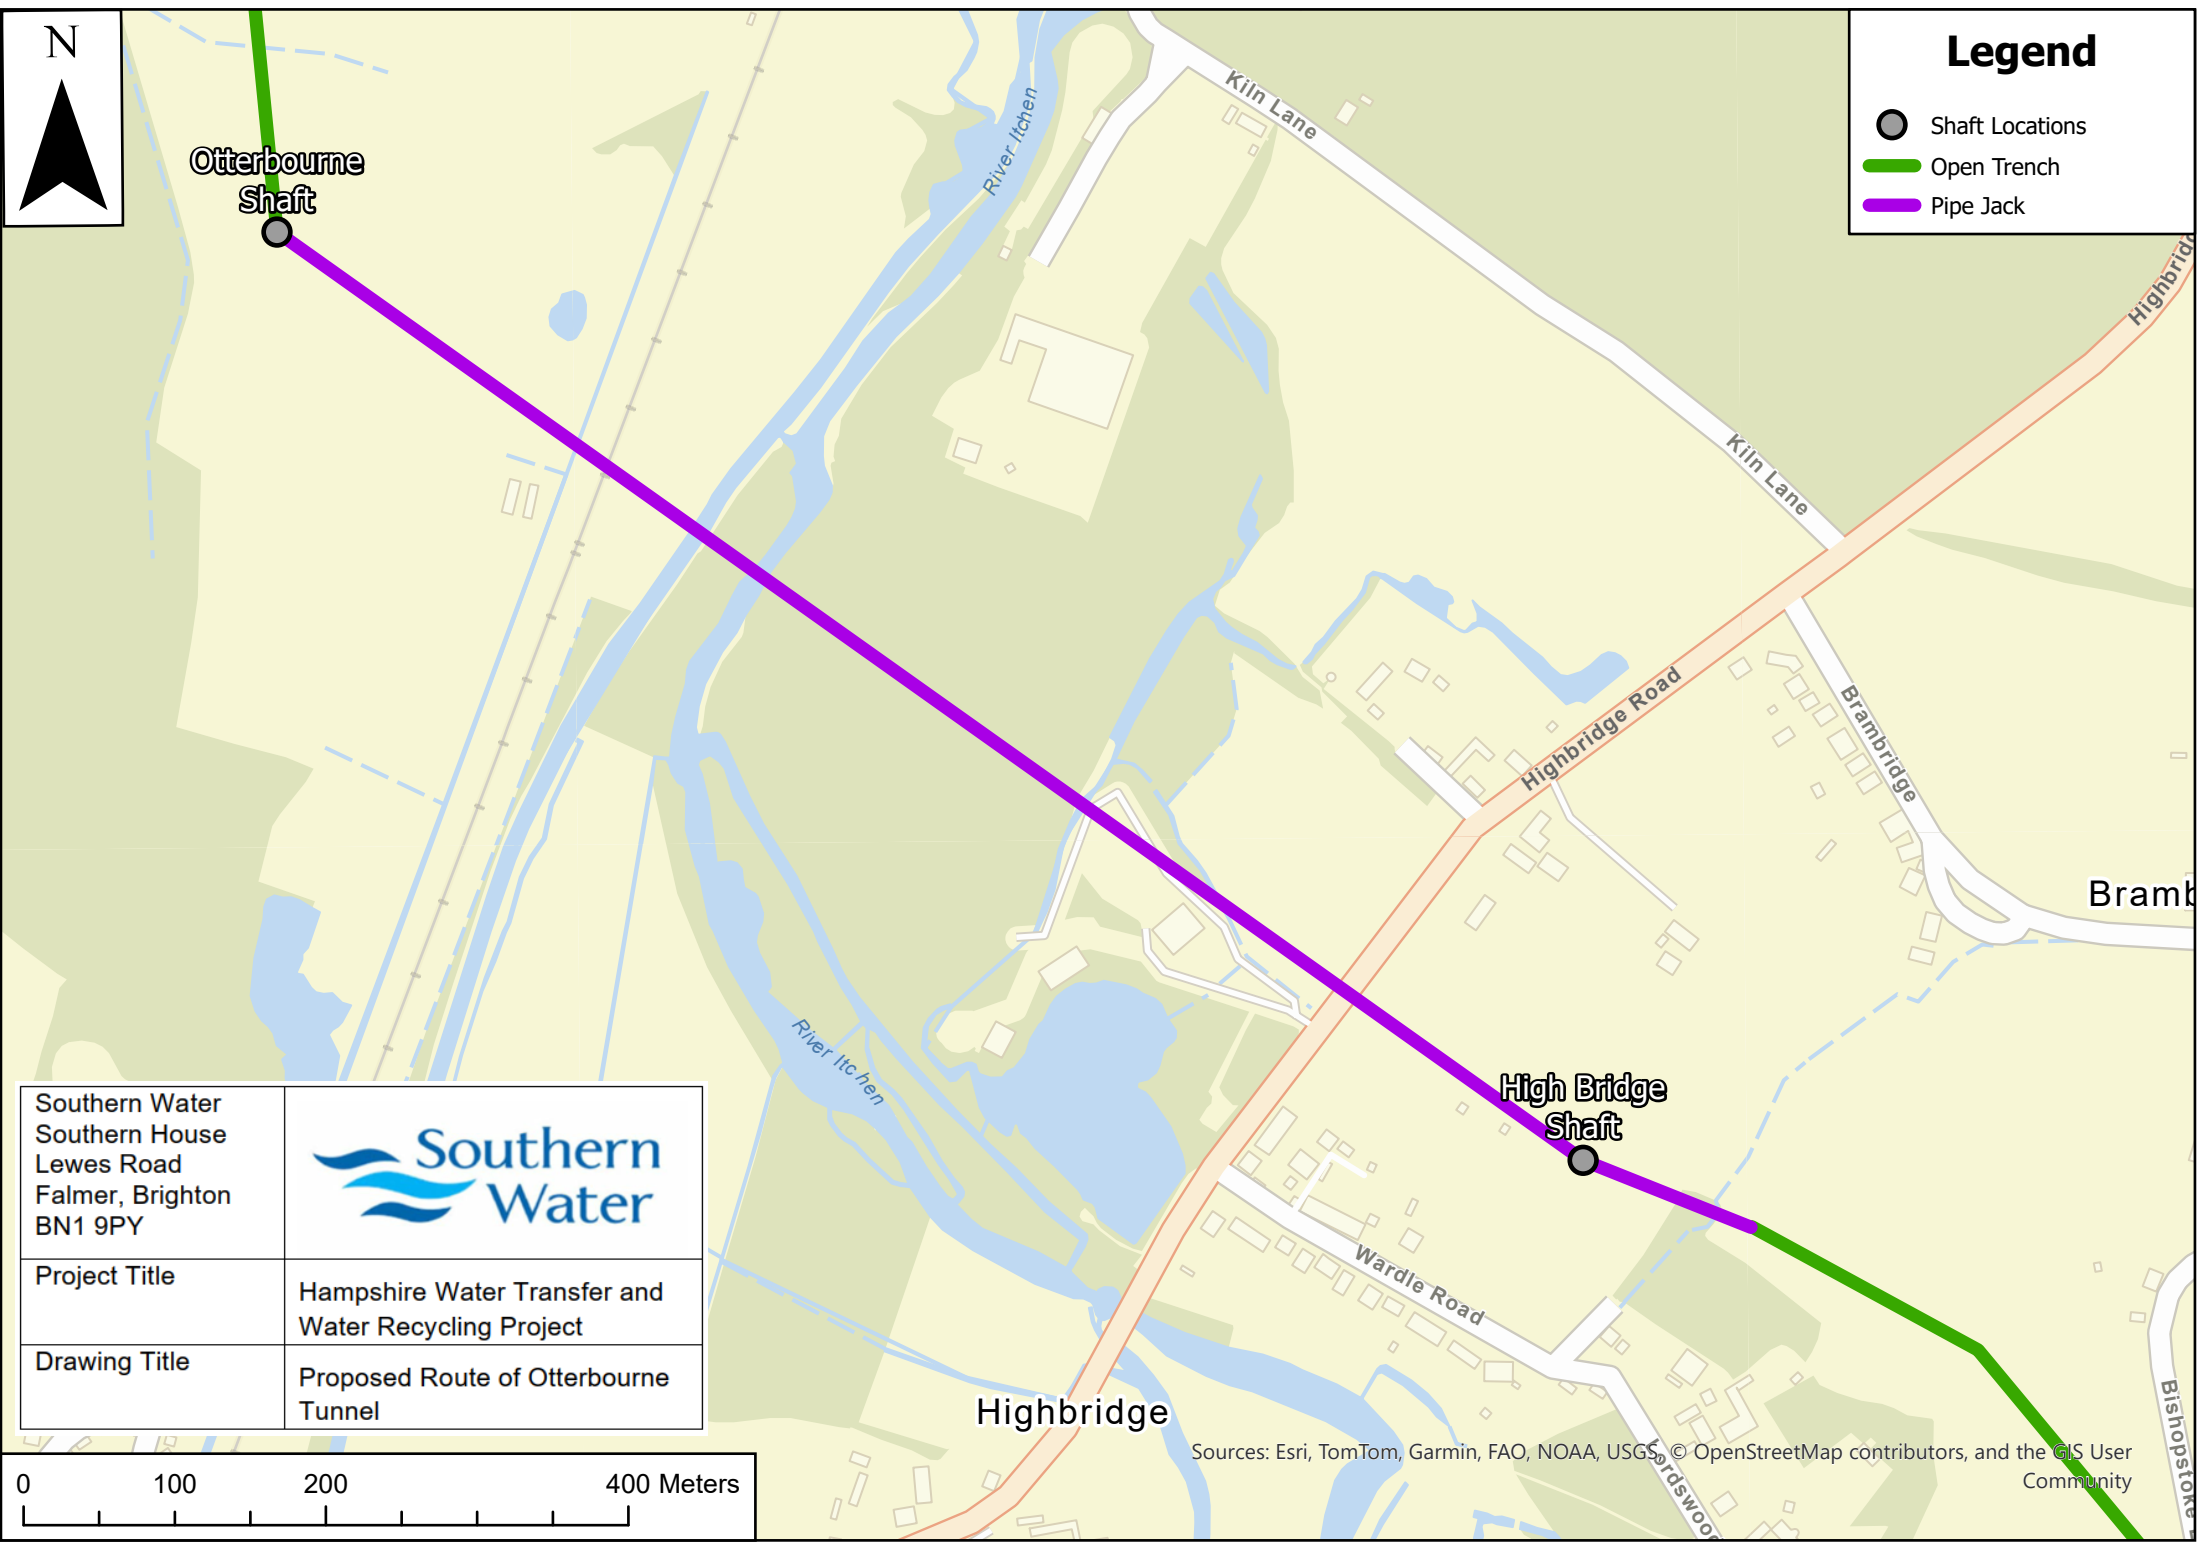 N
Legend
Shaft Locations
Open Trench
Pipe Jack
Otterbourne
Shaft
River Itchen
Kiln Lane
Kiln Lane
Highbridge Road
Brambridge
River Itchen
High Bridge
Shaft
Wardle Road
Highbridge
Southern Water
Southern House
Lewes Road
Falmer, Brighton
BN1 9PY
Southern
Water
Project Title
Hampshire Water Transfer and
Water Recycling Project
Drawing Title
Proposed Route of Otterbourne
Tunnel
Bishopstoke
Sources: Esri, TomTom, Garmin, FAO, NOAA, USGS, © OpenStreetMap contributors, and the GIS User
Community
0 100 200 400 Meters